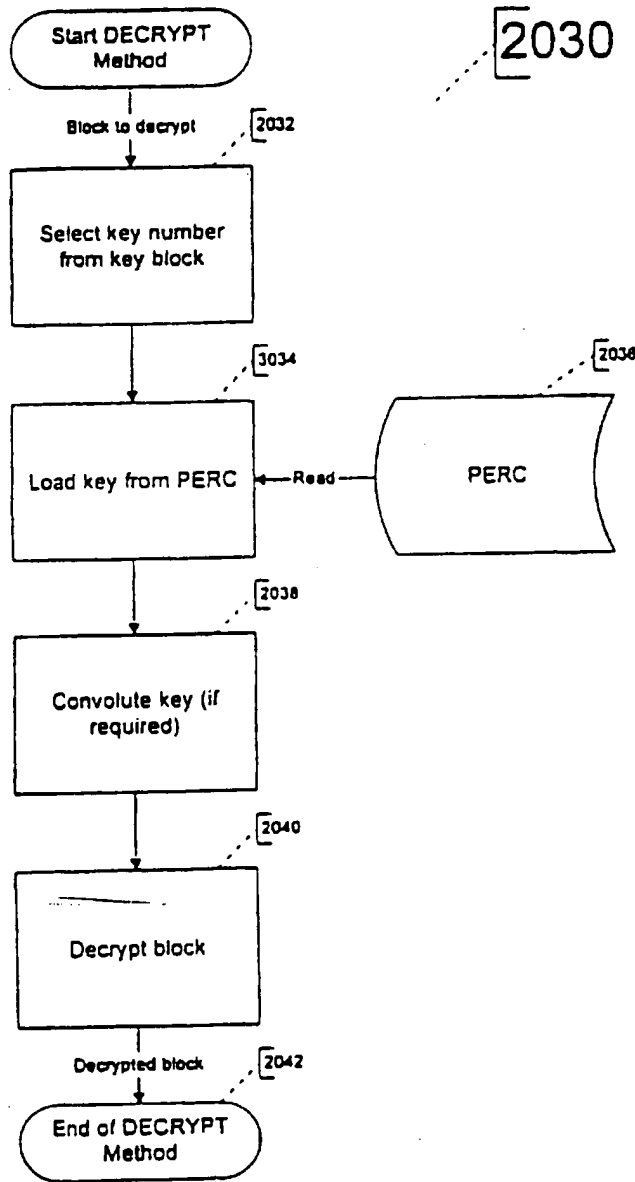 Start DECRYPT
Method
2030
Block to decrypt
2032
Select key number
from key block
3034
2036
Load key from PERC
Read
PERC
2038
Convolute key (if
required)
2040
Decrypt block
Decrypted block
2042
End of DECRYPT
Method